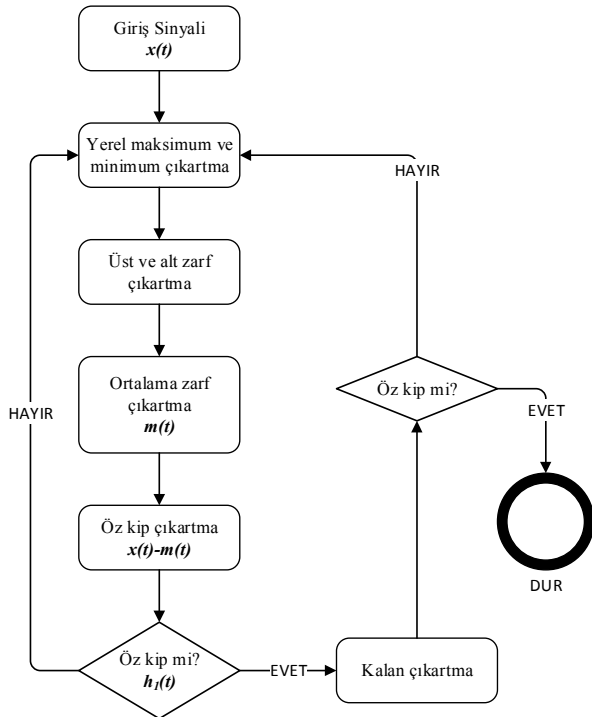 Giriş Sinyali
x(t)
Yerel maksimum ve
minimum çıkartma
HAYIR
Üst ve alt zarf
çıkartma
Ortalama zarf
çıkartma
m(t)
Öz kip mi?
HAYIR
EVET
Öz kip çıkartma
x(t)-m(t)
DUR
Öz kip mi?
h1(t)
EVET
Kalan çıkartma